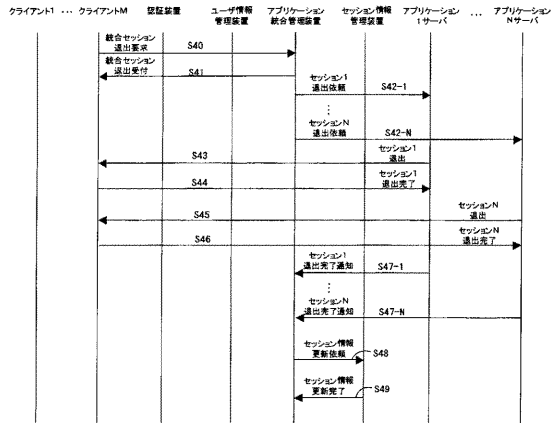 クライアント1 ··· クライアントM 認証装置 ユーザ情報 アプリケーション セッション情報 アプリケーション ··· アプリケーション
管理装置 統合管理装置 管理装置 1サーバ Nサーバ
統合セッション
退出要求 S40
統合セッション
退出受付 S41
セッション1
退出依頼 S42-1
セッションN
退出依頼 S42-N
セッション1
S43 退出
セッション1
S44 退出完了
セッションN
S45 退出
セッションN
S46 退出完了
セッション1
退出完了通知 S47-1
セッションN
退出完了通知 S47-N
セッション情報
更新依頼 S48
セッション情報
更新完了 S49